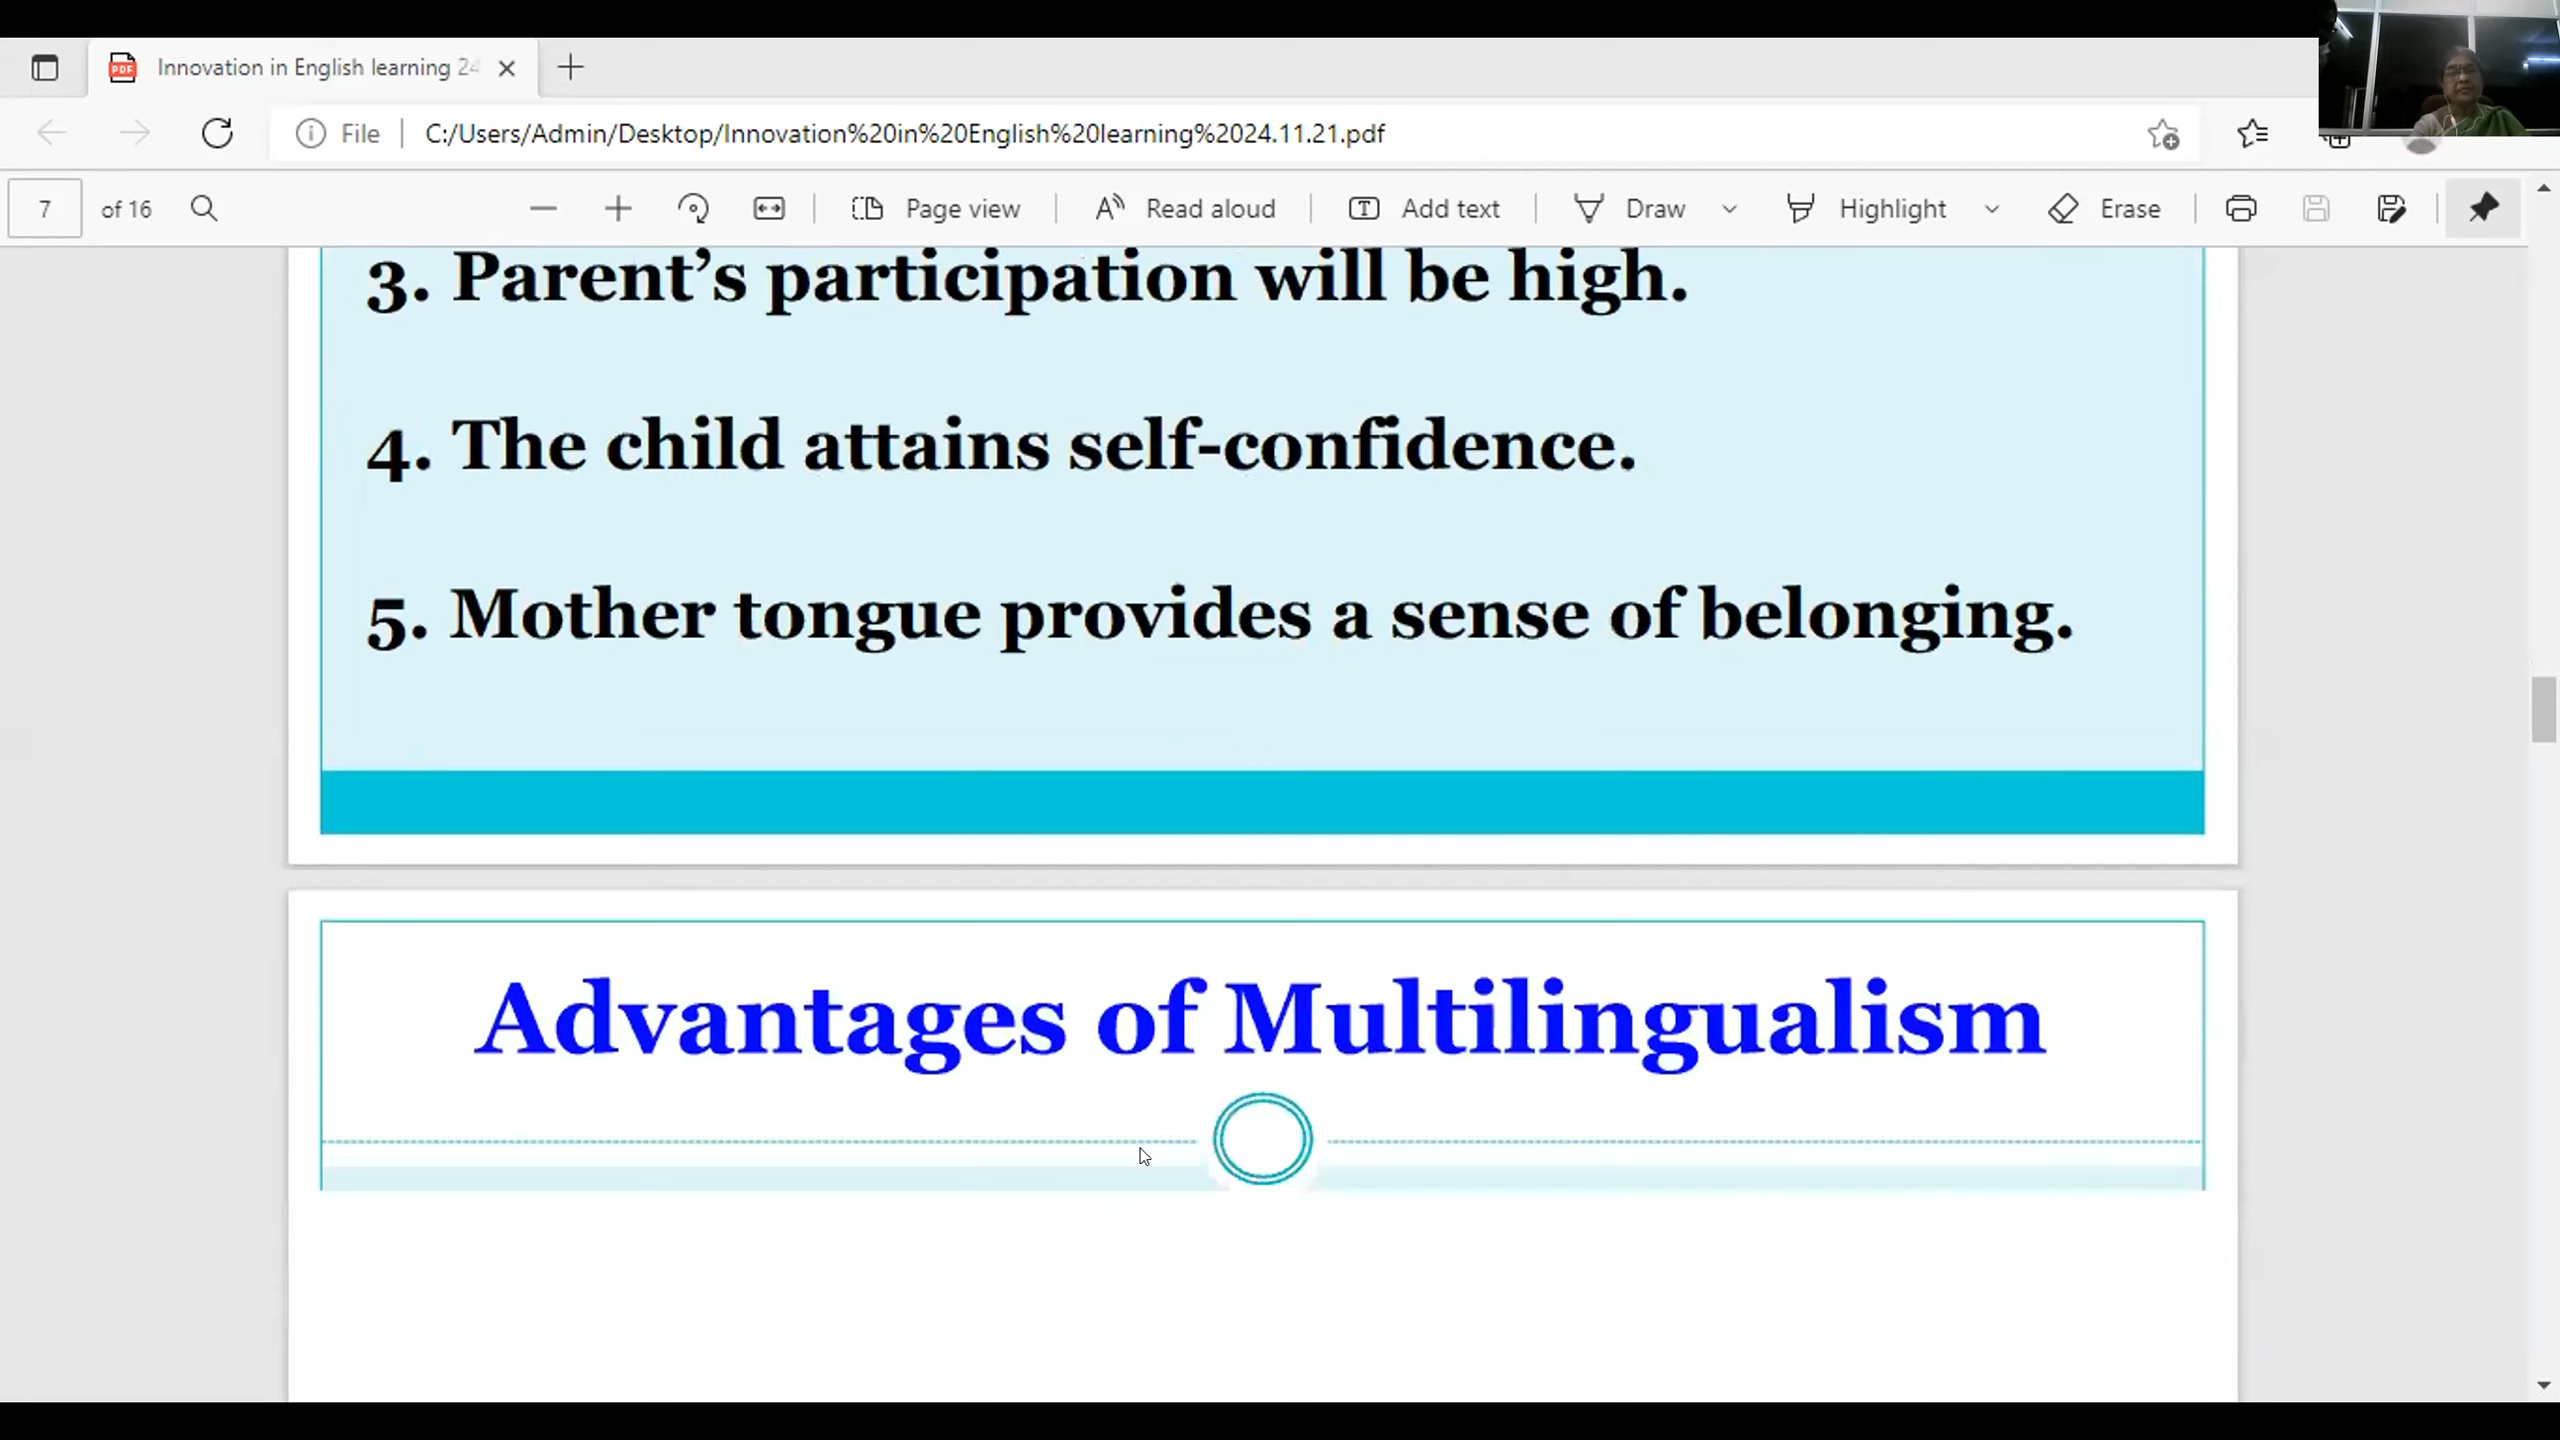 Innovation in English learning 24
File
C:/Users/Admin/Desktop/Innovation%20in%20English%20learning%2024.11.21.pdf
7 of 16
Page view
Read aloud
Add text
Draw
Highlight
Erase
3. Parent’s participation will be high.
4. The child attains self-confidence.
5. Mother tongue provides a sense of belonging.
Advantages of Multilingualism